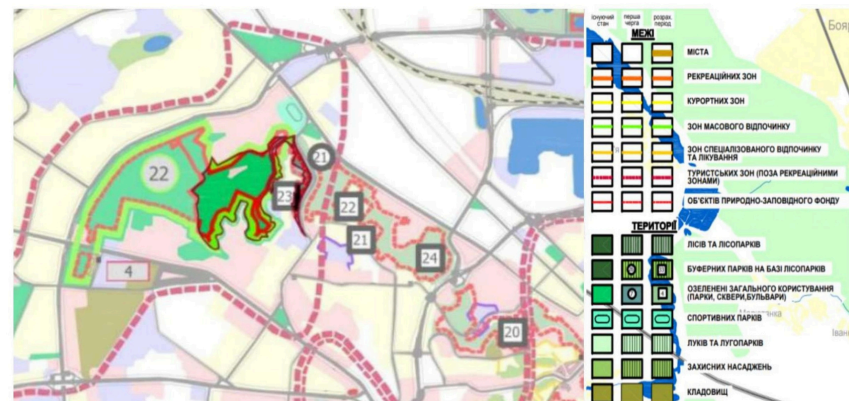 22
23
21
22
21
24
20
4
Бояр
існуючий стан
перша черга
розрах. період
МЕЖІ
МІСТА
РЕКРЕАЦІЙНИХ ЗОН
КУРОРТНИХ ЗОН
ЗОН МАСОВОГО ВІДПОЧИНКУ
ЗОН СПЕЦІАЛІЗОВАНОГО ВІДПОЧИНКУ
ТА ЛІКУВАННЯ
ТУРИСТСЬКИХ ЗОН (ПОЗА РЕКРЕАЦІЙНИМИ
ЗОНАМИ)
ОБ'ЄКТІВ ПРИРОДНО-ЗАПОВІДНОГО ФОНДУ
ТЕРИТОРІЇ
ЛІСІВ ТА ЛІСОПАРКІВ
БУФЕРНИХ ПАРКІВ НА БАЗІ ЛІСОПАРКІВ
ОЗЕЛЕНЕНІ ЗАГАЛЬНОГО КОРИСТУВАННЯ
(ПАРКИ, СКВЕРИ,БУЛЬВАРИ)
СПОРТИВНИХ ПАРКІВ
ЛУКІВ ТА ЛУГОПАРКІВ
ЗАХИСНИХ НАСАДЖЕНЬ
КЛАДОВИЩ
Іван